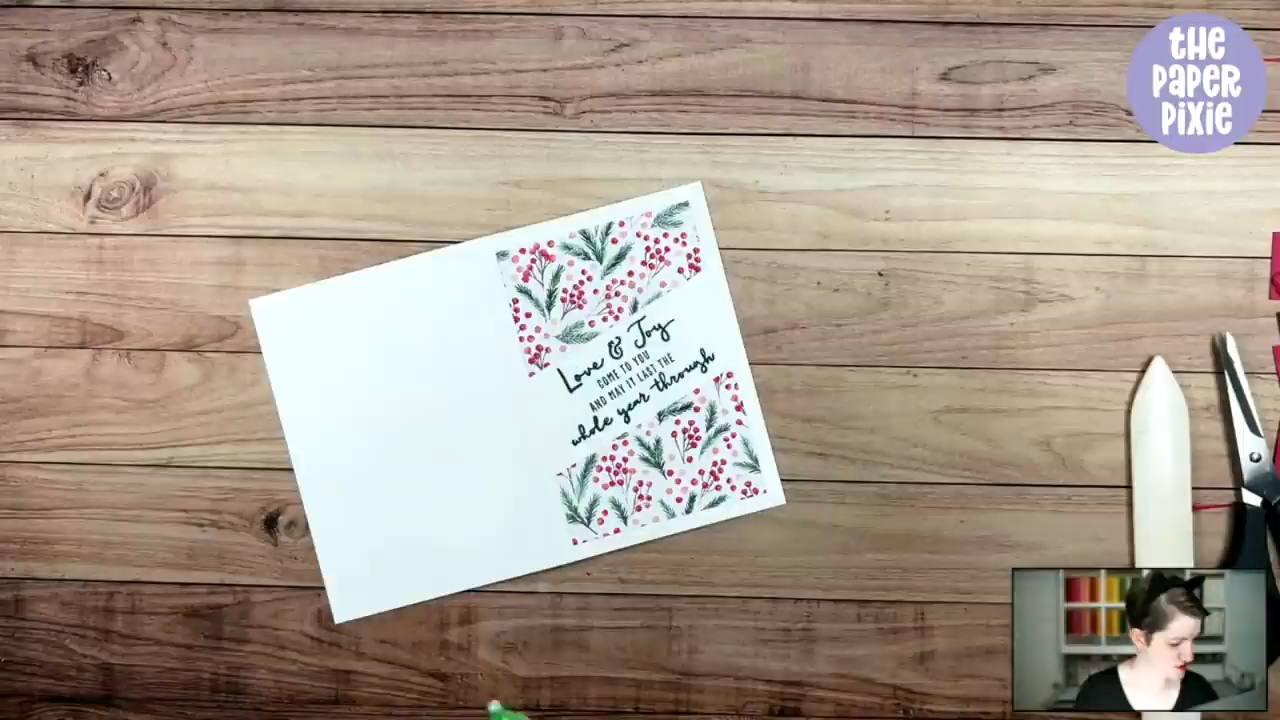 the
paper
pixie
Love & Joy
COME TO YOU
AND MAY IT LAST THE
whole year through